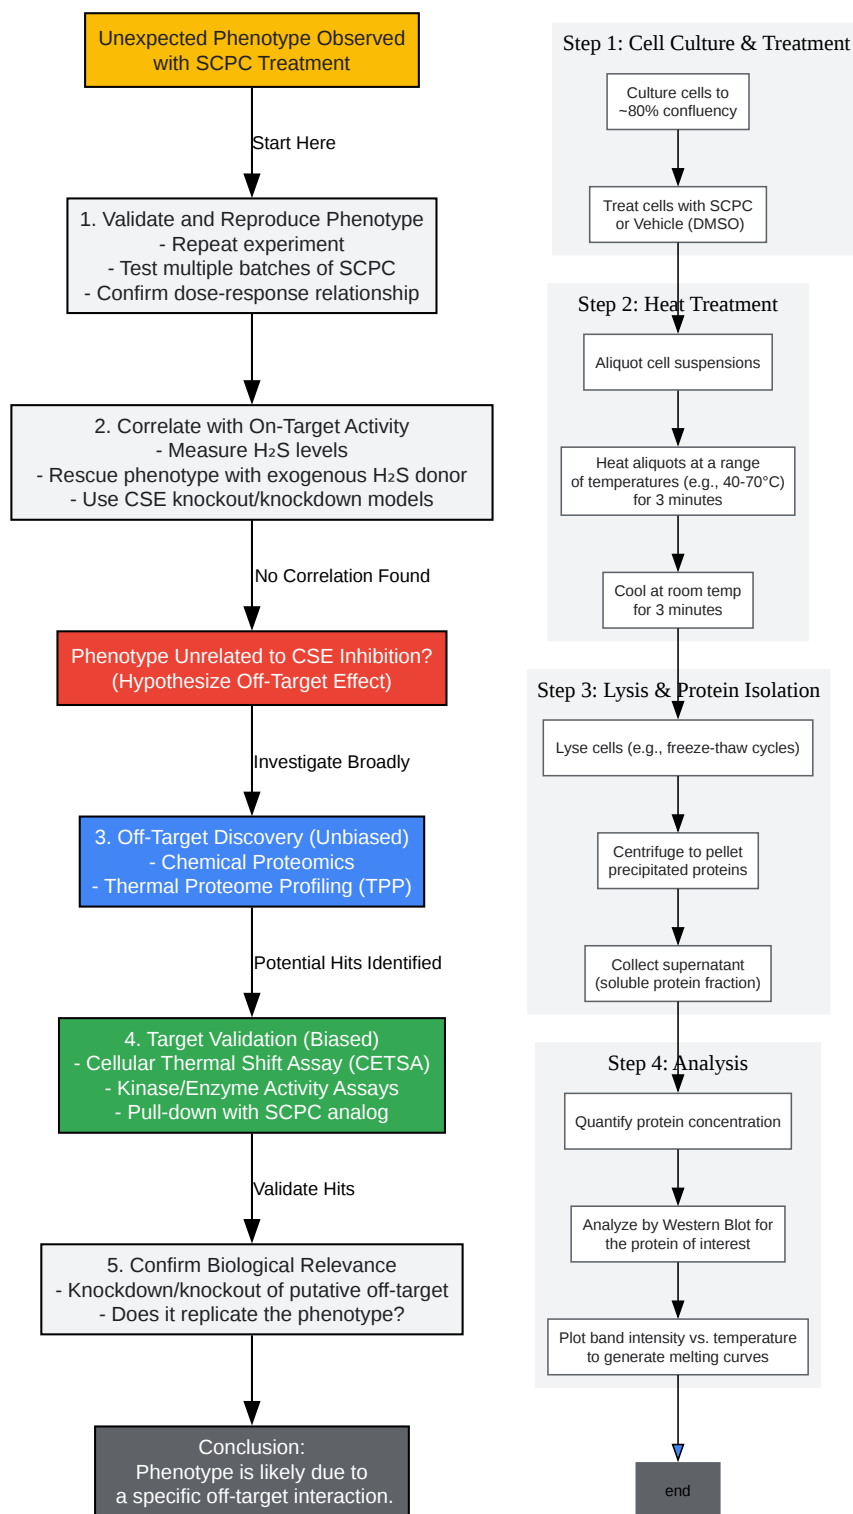 Unexpected Phenotype Observed
with SCPC Treatment
Start Here
1. Validate and Reproduce Phenotype
- Repeat experiment
- Test multiple batches of SCPC
- Confirm dose-response relationship
2. Correlate with On-Target Activity
- Measure H₂S levels
- Rescue phenotype with exogenous H₂S donor
- Use CSE knockout/knockdown models
No Correlation Found
Phenotype Unrelated to CSE Inhibition?
(Hypothesize Off-Target Effect)
Investigate Broadly
3. Off-Target Discovery (Unbiased)
- Chemical Proteomics
- Thermal Proteome Profiling (TPP)
Potential Hits Identified
4. Target Validation (Biased)
- Cellular Thermal Shift Assay (CETSA)
- Kinase/Enzyme Activity Assays
- Pull-down with SCPC analog
Validate Hits
5. Confirm Biological Relevance
- Knockdown/knockout of putative off-target
- Does it replicate the phenotype?
Conclusion:
Phenotype is likely due to
a specific off-target interaction.
Step 1: Cell Culture & Treatment
Culture cells to
~80% confluency
Treat cells with SCPC
or Vehicle (DMSO)
Step 2: Heat Treatment
Aliquot cell suspensions
Heat aliquots at a range
of temperatures (e.g., 40-70°C)
for 3 minutes
Cool at room temp
for 3 minutes
Step 3: Lysis & Protein Isolation
Lyse cells (e.g., freeze-thaw cycles)
Centrifuge to pellet
precipitated proteins
Collect supernatant
(soluble protein fraction)
Step 4: Analysis
Quantify protein concentration
Analyze by Western Blot for
the protein of interest
Plot band intensity vs. temperature
to generate melting curves
end